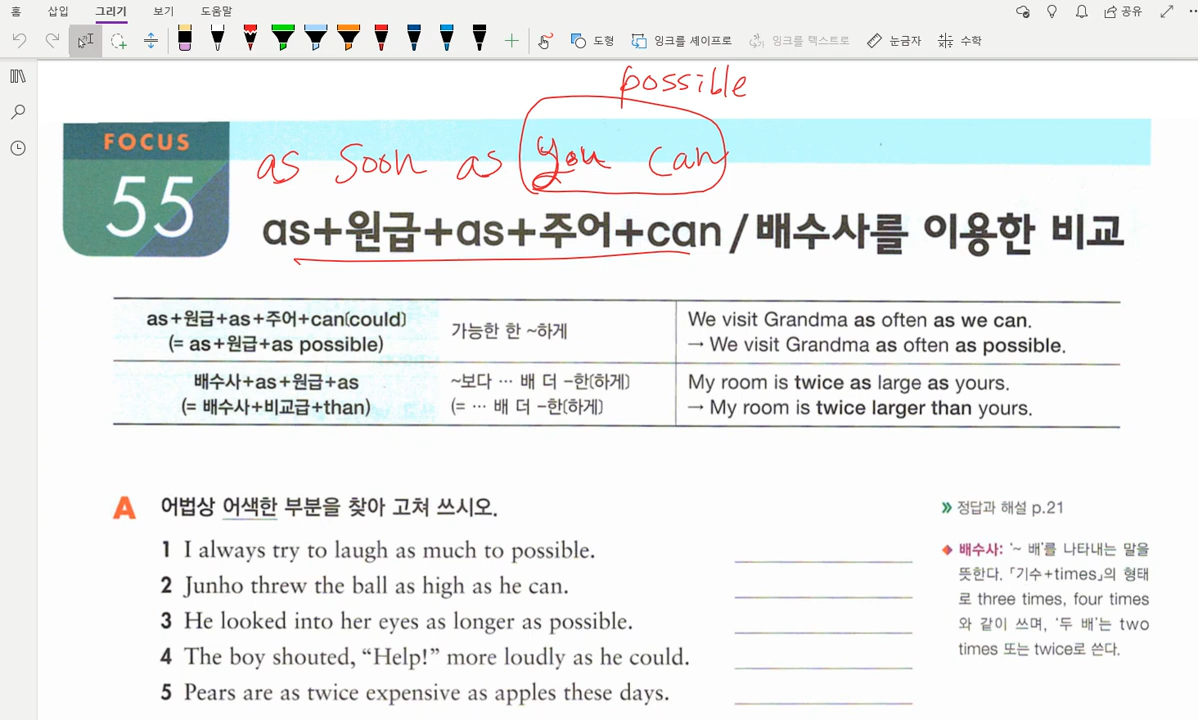 홈 삽입 그리기 보기 도움말
공유
도형 잉크를 셰이프로 잉크를 텍스트로 눈금자 수학
possible
FOCUS
55
as soon as you can
as+원급+as+주어+can / 배수사를 이용한 비교
as+원급+as+주어+can(could)
(= as+원급+as possible)
가능한 한 ~하게
We visit Grandma as often as we can.
→ We visit Grandma as often as possible.
배수사+as+원급+as
(= 배수사+비교급+than)
~보다 … 배 더 -한(하게)
(= … 배 더 -한(하게)
My room is twice as large as yours.
→ My room is twice larger than yours.
A 어법상 어색한 부분을 찾아 고쳐 쓰시오.
1 I always try to laugh as much to possible.
2 Junho threw the ball as high as he can.
3 He looked into her eyes as longer as possible.
4 The boy shouted, “Help!” more loudly as he could.
5 Pears are as twice expensive as apples these days.
» 정답과 해설 p.21
◆ 배수사: ‘~ 배’를 나타내는 말을
뜻한다. 「기수+times」의 형태
로 three times, four times
와 같이 쓰며, ‘두 배’는 two
times 또는 twice로 쓴다.